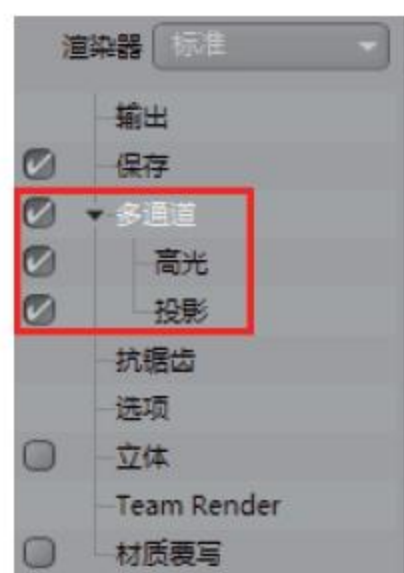 渲染器 标准
输出
保存
多通道
高光
投影
抗锯齿
选项
立体
Team Render
材质覆写